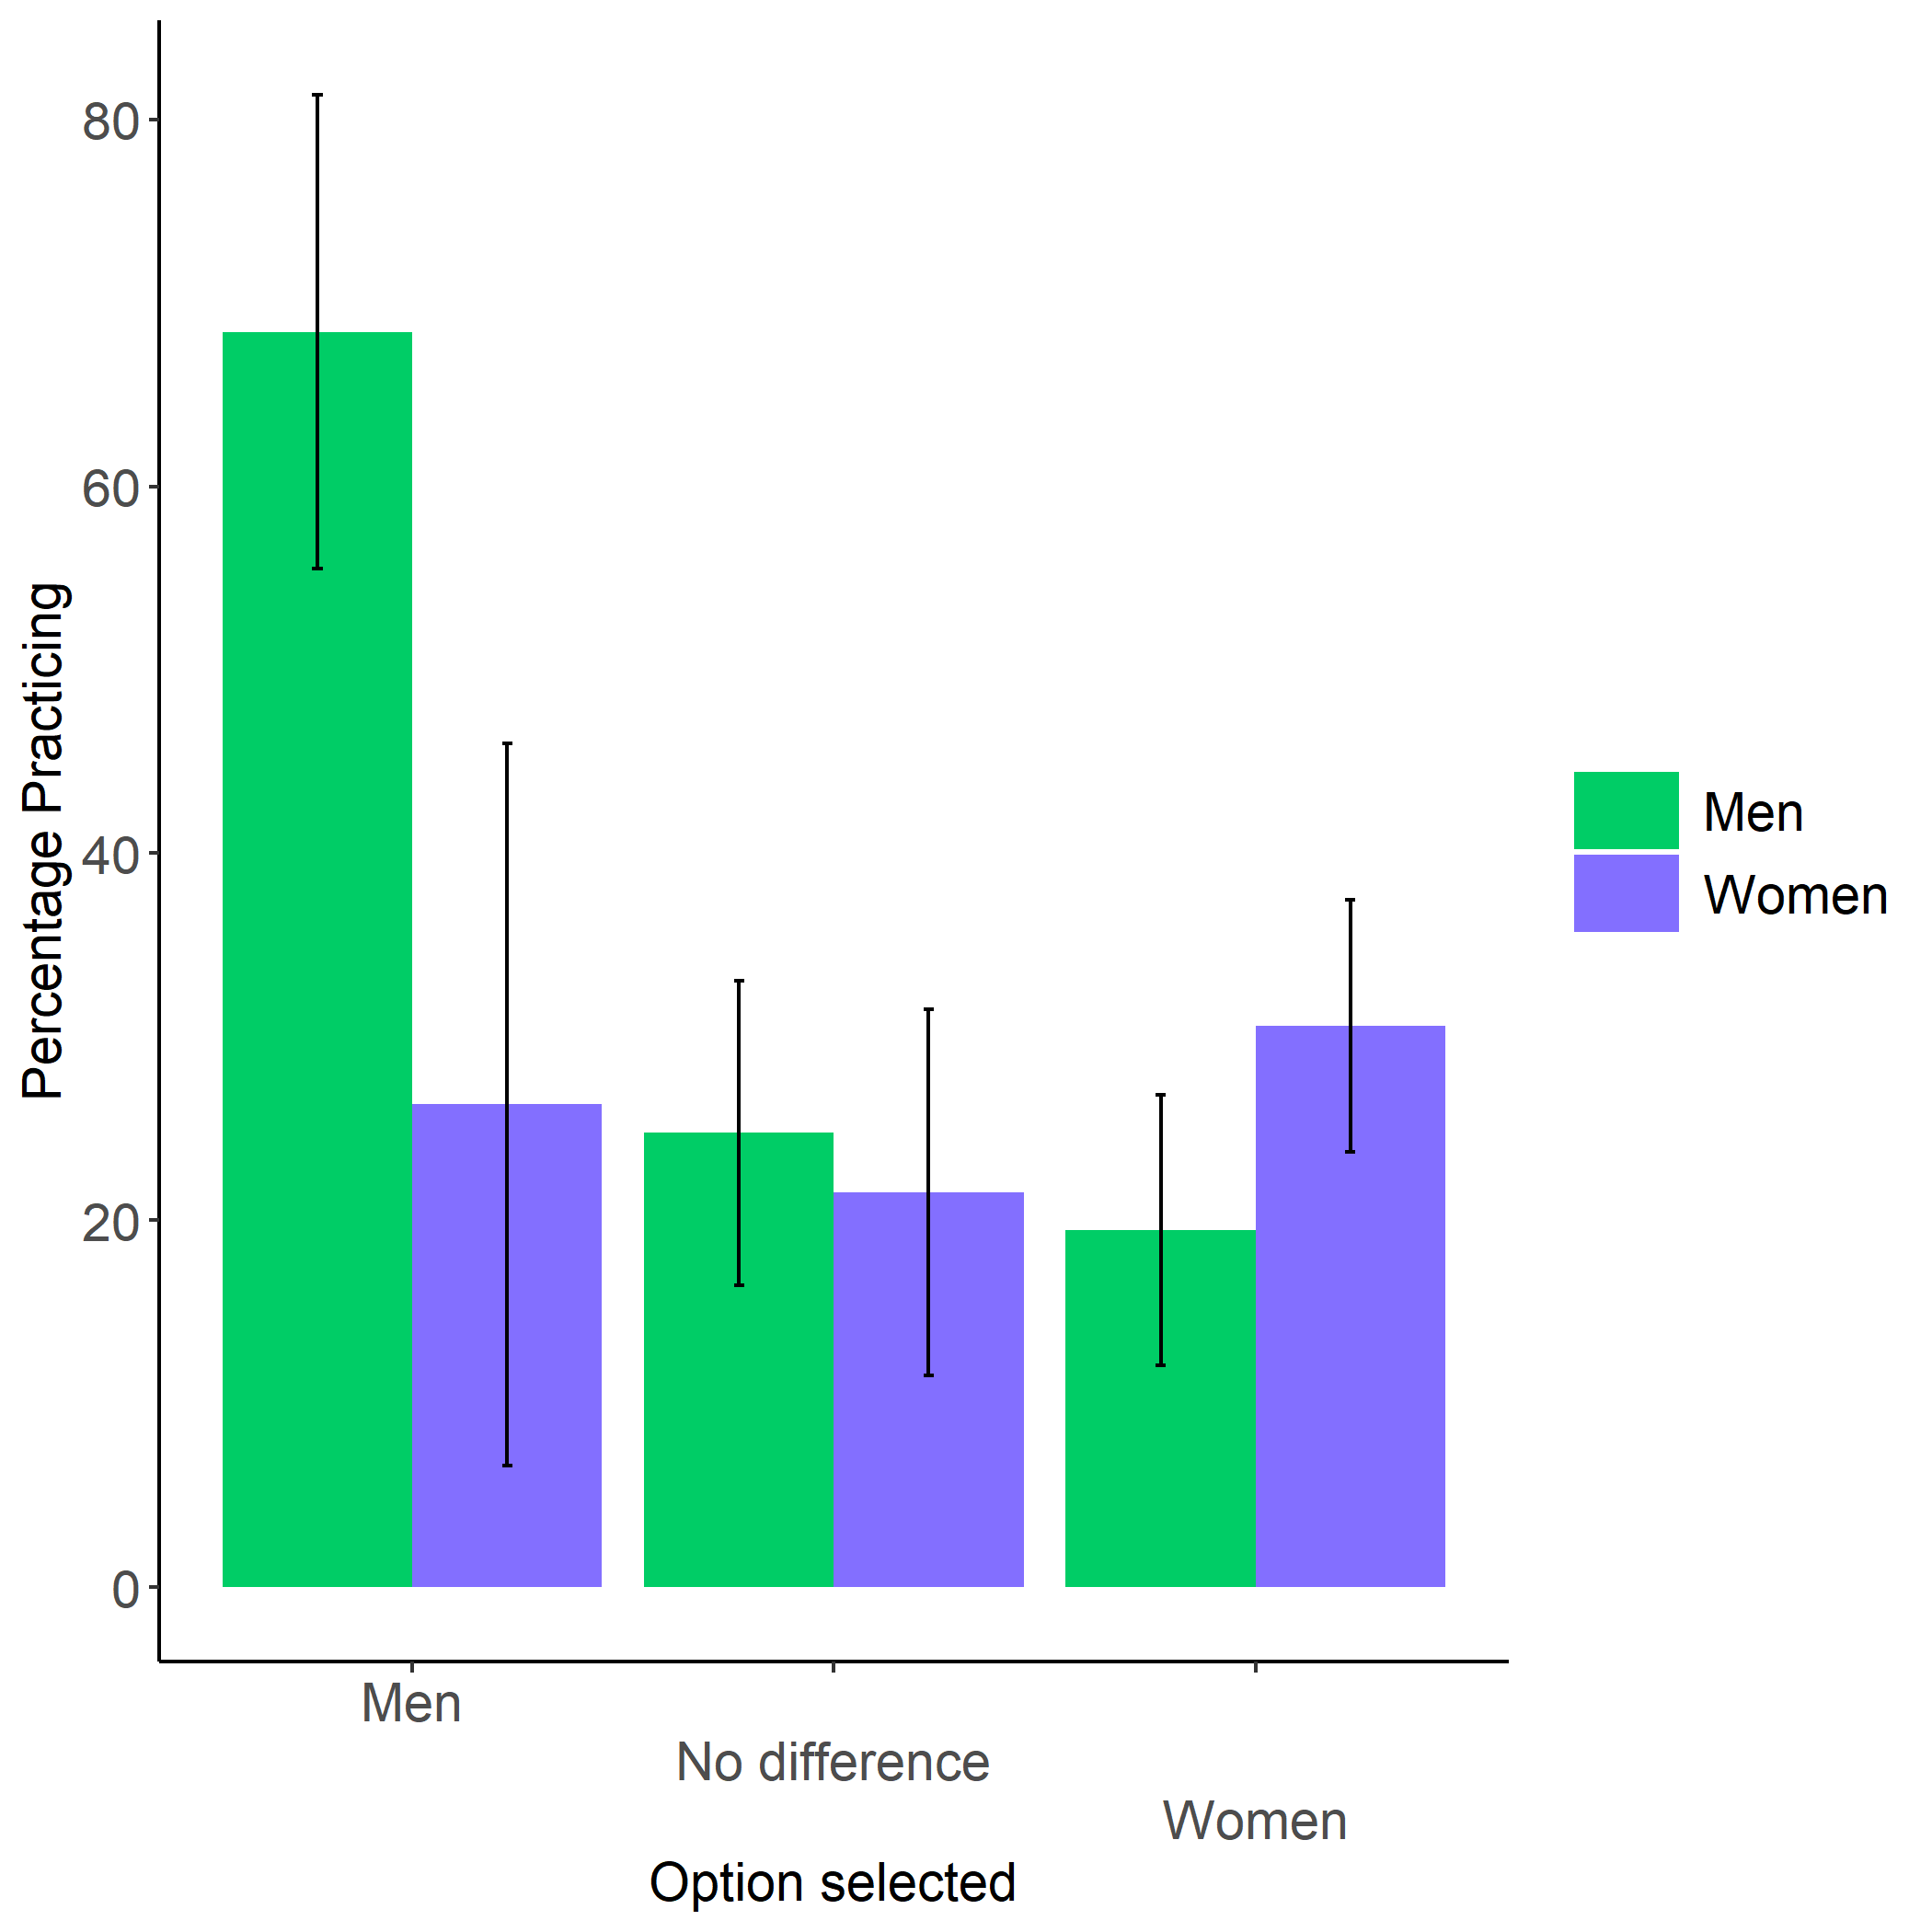 80
60
40
20
0
Percentage Practicing
Men
No difference
Women
Option selected
Men
Women